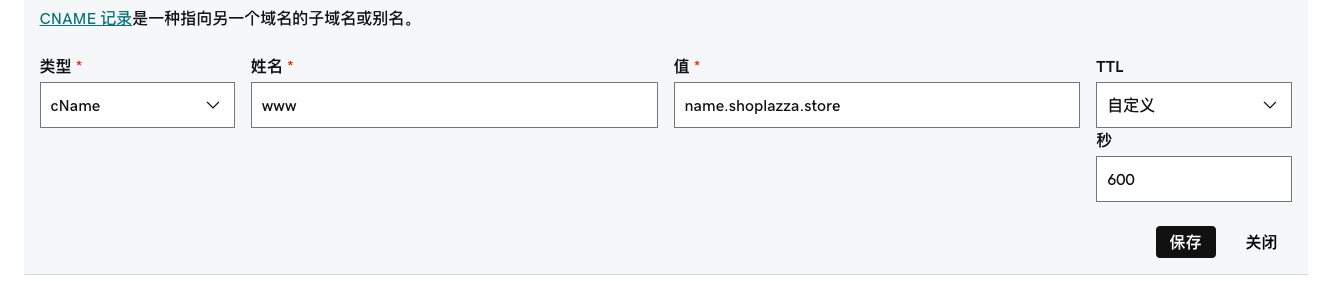 CNAME 记录是一种指向另一个域名的子域名或别名。
类型 * 姓名 * 值 * TTL
cName www name.shoplazza.store 自定义
秒
600
保存 关闭